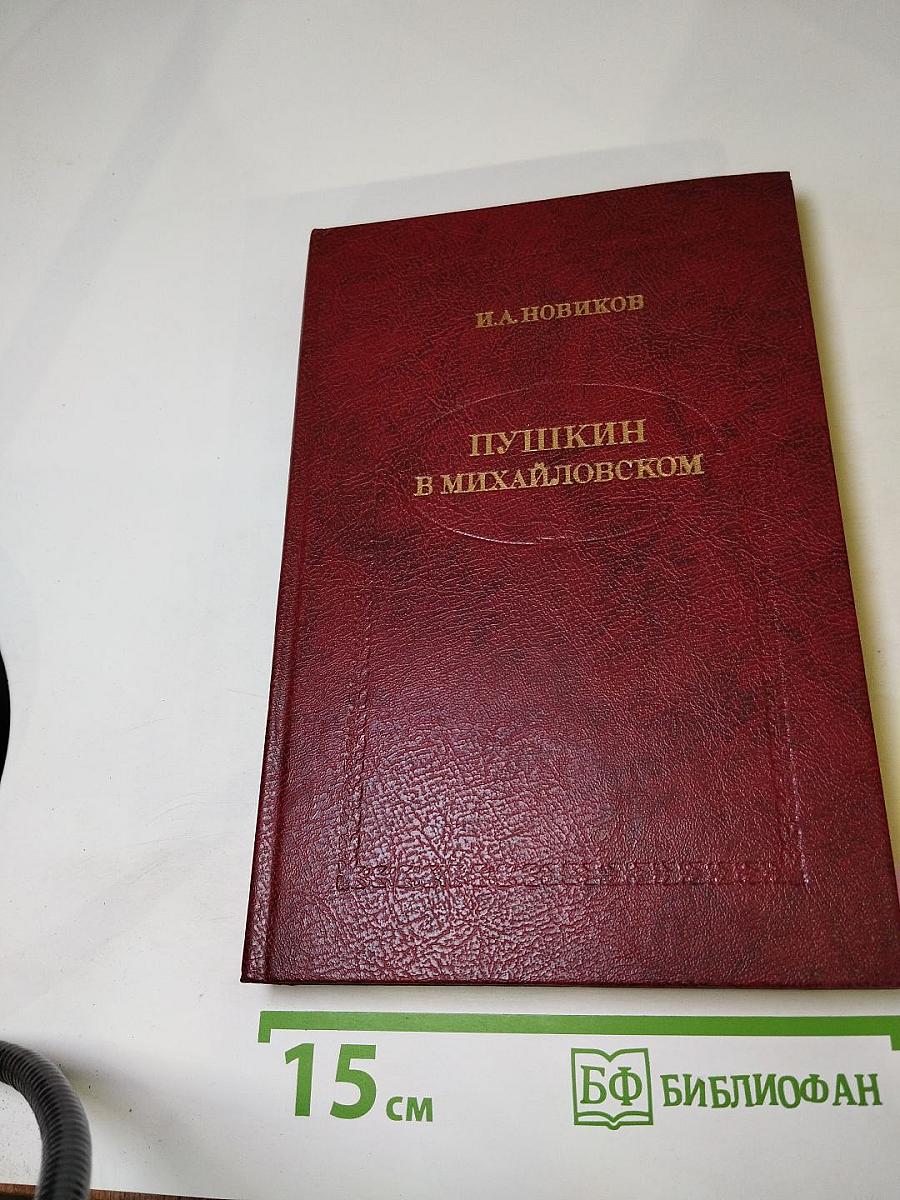 И.А.НОВИКОВ
ПУШКИН
В МИХАЙЛОВСКОМ
15 см
БФ БИБЛИОФАН